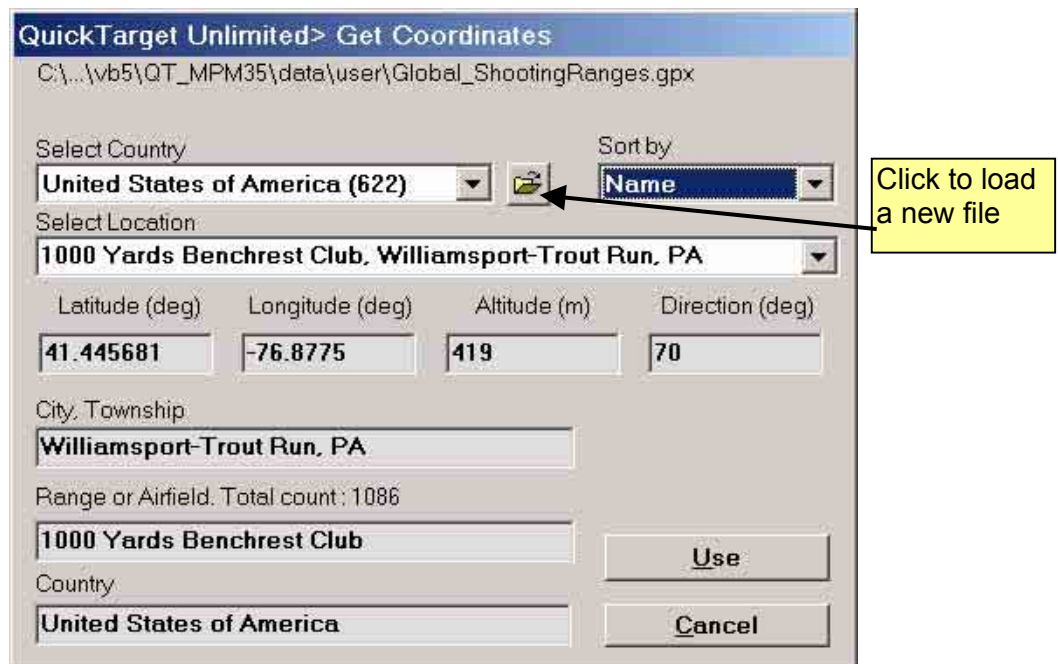 QuickTarget Unlimited> Get Coordinates
C:\...\vb5\QT_MPM35\data\user\Global_ShootingRanges.gpx
Select Country
Sort by
United States of America (622)
Name
Click to load
a new file
Select Location
1000 Yards Benchrest Club, Williamsport-Trout Run, PA
Latitude (deg)
Longitude (deg)
Altitude (m)
Direction (deg)
41.445681
-76.8775
419
70
City, Township
Williamsport-Trout Run, PA
Range or Airfield. Total count : 1086
1000 Yards Benchrest Club
Use
Country
United States of America
Cancel